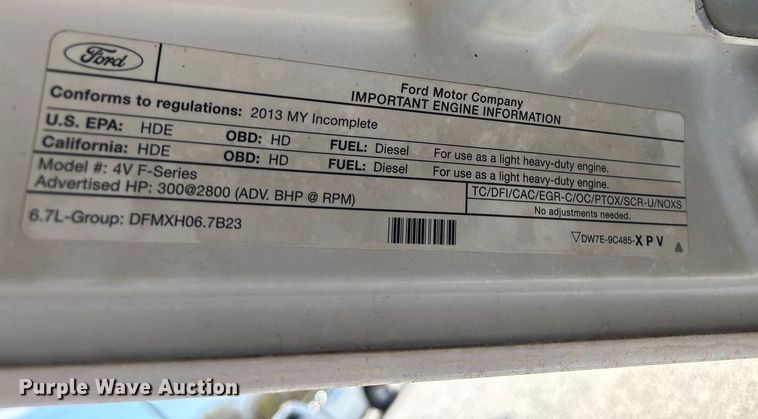 Ford
Ford Motor Company
IMPORTANT ENGINE INFORMATION
Conforms to regulations: 2013 MY Incomplete
U.S. EPA: HDE OBD: HD FUEL: Diesel For use as a light heavy-duty engine.
California: HDE OBD: HD FUEL: Diesel For use as a light heavy-duty engine.
Model #: 4V F-Series
Advertised HP: 300@2800 (ADV. BHP @ RPM)
TC/DFI/CAC/EGR-C/OC/PTOX/SCR-U/NOXS
No adjustments needed.
6.7L-Group: DFMXH06.7B23
▽DW7E-9C485-X P V
Purple Wave Auction